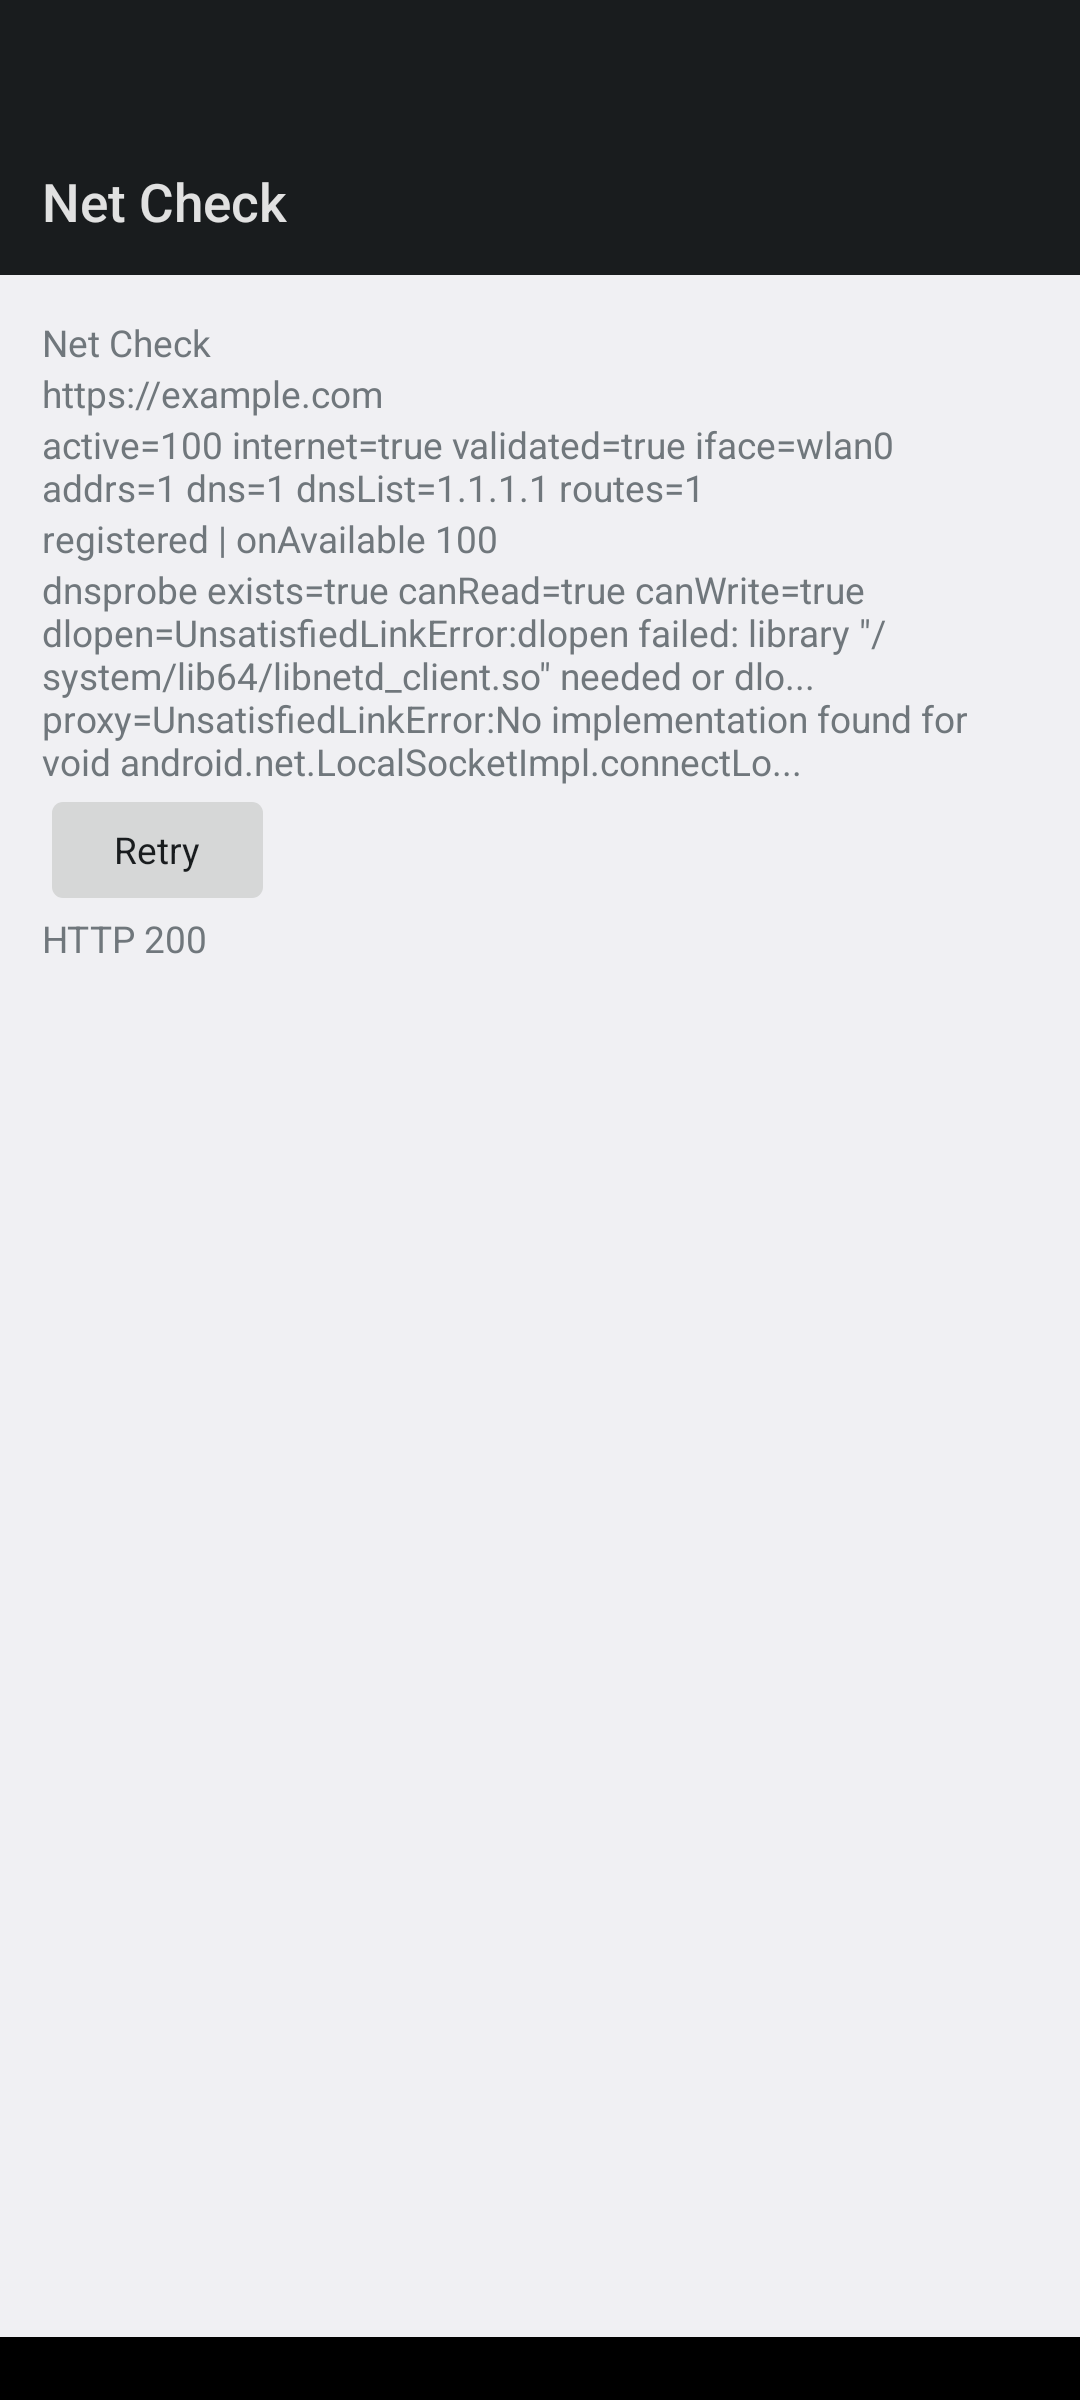 Net Check
Net Check
https://example.com
active=100 internet=true validated=true iface=wlan0
addrs=1 dns=1 dnsList=1.1.1.1 routes=1
registered | onAvailable 100
dnsprobe exists=true canRead=true canWrite=true
dlopen=UnsatisfiedLinkError:dlopen failed: library "/
system/lib64/libnetd_client.so" needed or dlo...
proxy=UnsatisfiedLinkError:No implementation found for
void android.net.LocalSocketImpl.connectLo...
Retry
HTTP 200